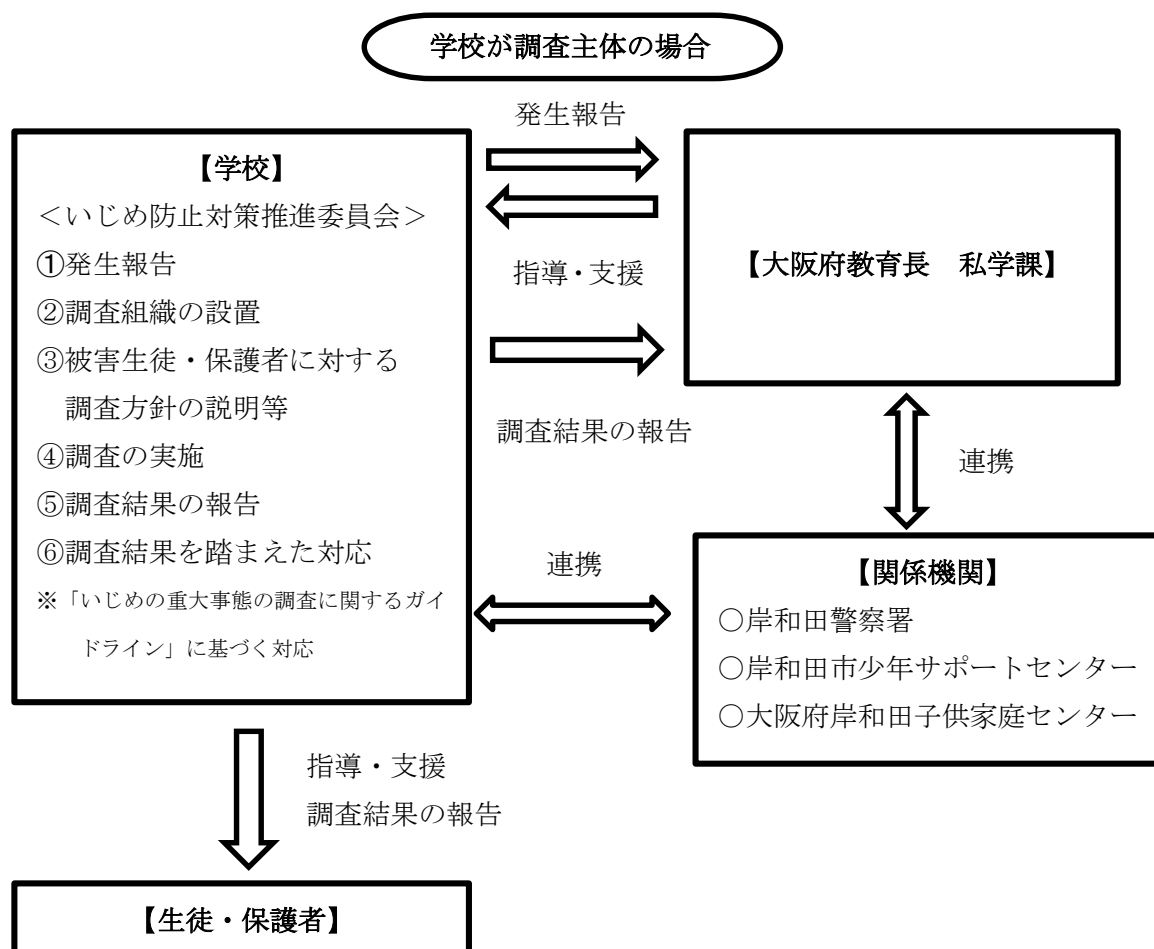 学校が調査主体の場合
発生報告
【学校】
＜いじめ防止対策推進委員会＞
①発生報告
②調査組織の設置
③被害生徒・保護者に対する
調査方針の説明等
④調査の実施
⑤調査結果の報告
⑥調査結果を踏まえた対応
※「いじめの重大事態の調査に関するガイ
ドライン」に基づく対応
指導・支援
調査結果の報告
【大阪府教育長　私学課】
連携
連携
【関係機関】
○岸和田警察署
○岸和田市少年サポートセンター
○大阪府岸和田子供家庭センター
指導・支援
調査結果の報告
【生徒・保護者】